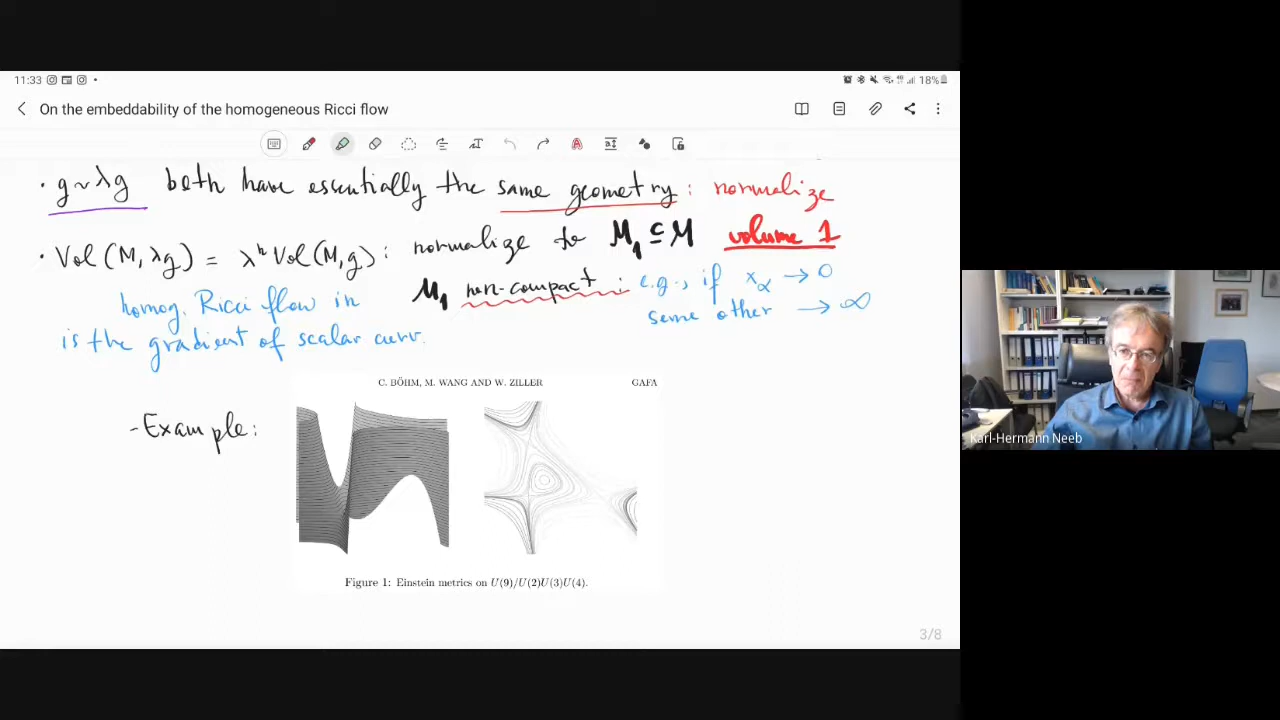 11:33
18%
On the embeddability of the homogeneous Ricci flow
· g ~ λg both have essentially the same geometry: normalize
· Vol(M, λg) = λⁿ Vol(M, g): normalize to M₁ ⊆ M volume 1
M₁ non-compact: e.g., if x_α → 0
some other → ∞
homog. Ricci flow in
is the gradient of scalar curv.
C. BÖHM, M. WANG AND W. ZILLER GAFA
- Example:
Figure 1: Einstein metrics on U(9)/U(2)U(3)U(4).
3/8
Karl-Hermann Neeb